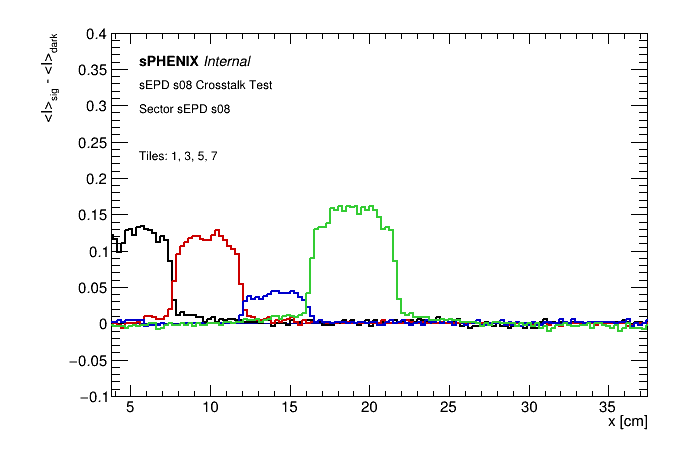 <I>sig - <I>dark
sPHENIX Internal
sEPD s08 Crosstalk Test
Sector sEPD s08
Tiles: 1, 3, 5, 7
0.4
0.35
0.3
0.25
0.2
0.15
0.1
0.05
0
−0.05
−0.1
5 10 15 20 25 30 35
x [cm]